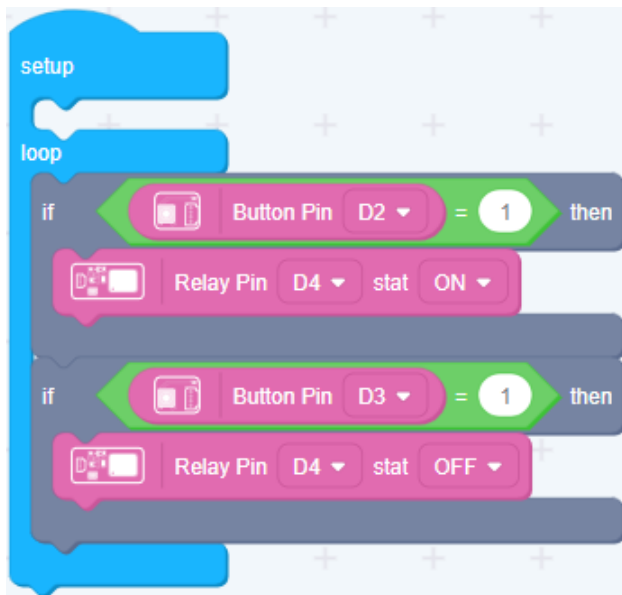 setup
loop
if Button Pin D2 = 1 then
Relay Pin D4 stat ON
if Button Pin D3 = 1 then
Relay Pin D4 stat OFF